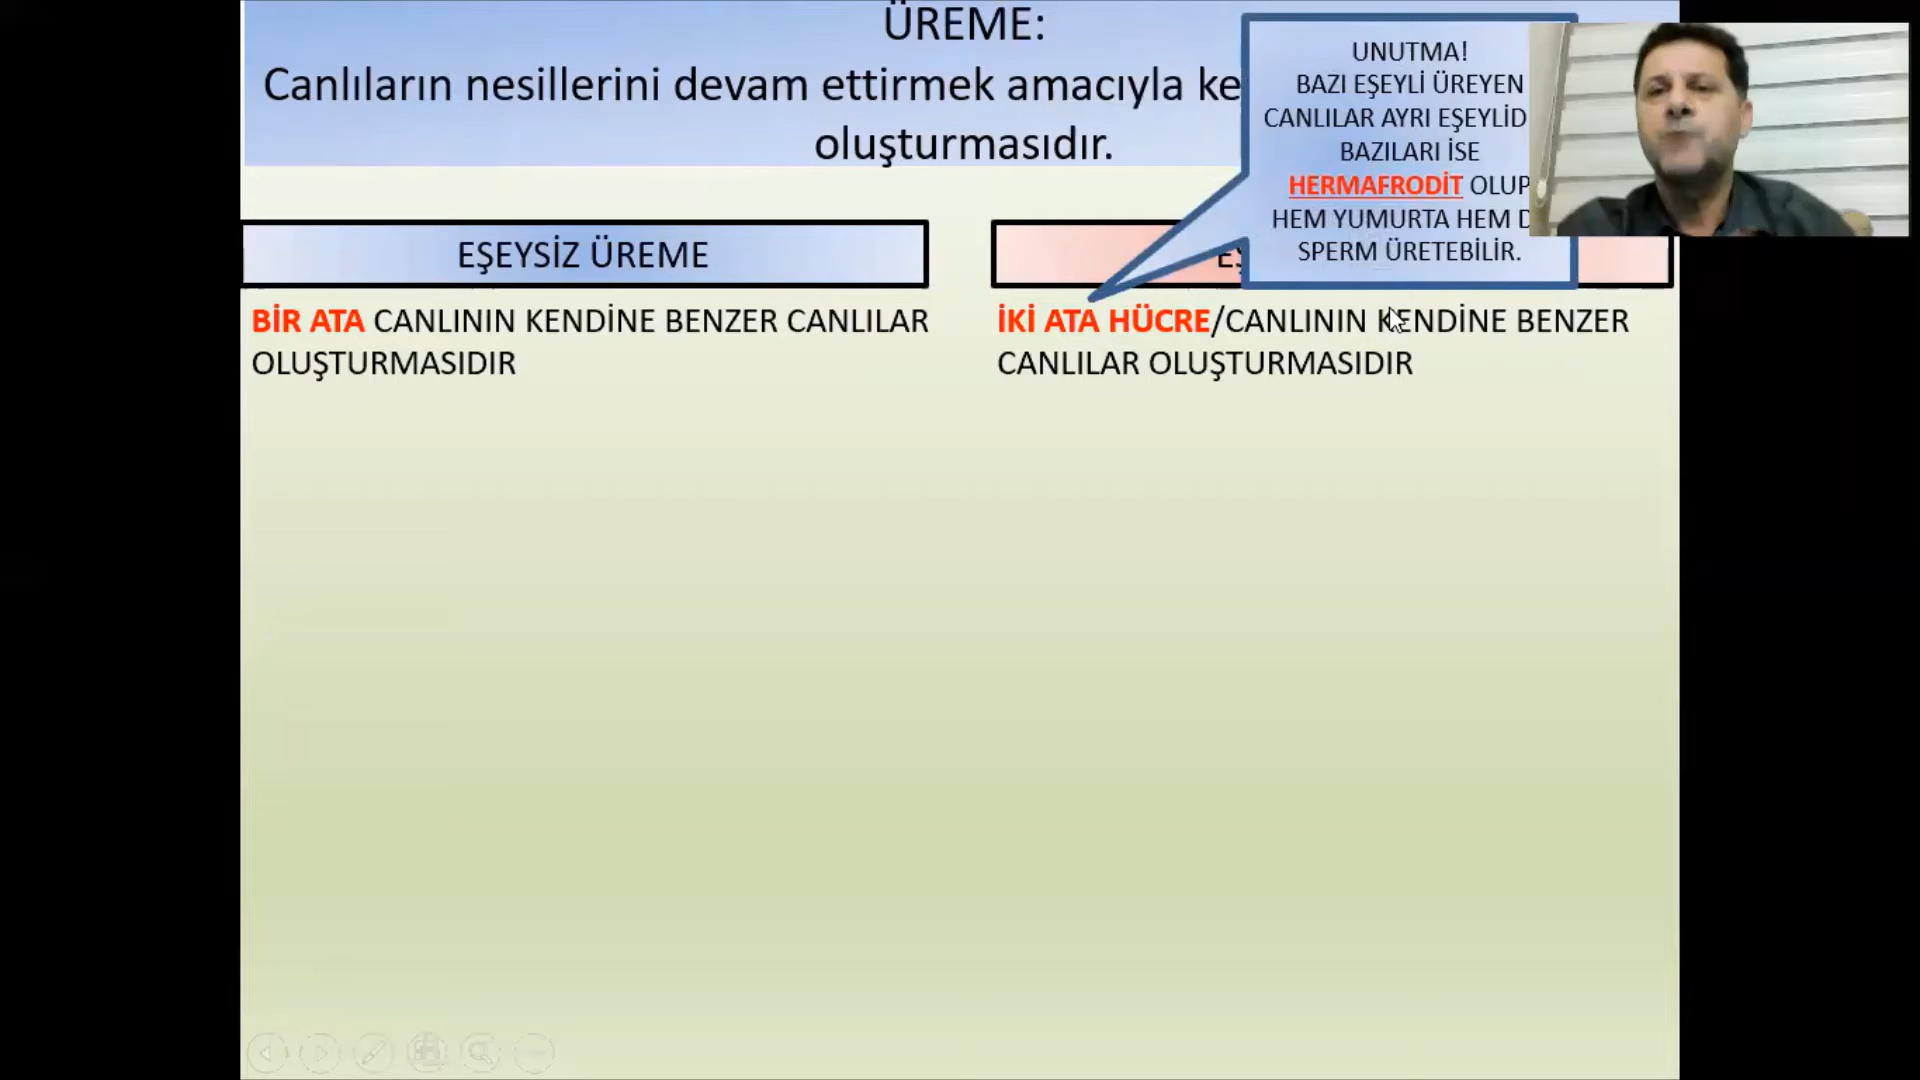 ÜREME:
Canlıların nesillerini devam ettirmek amacıyla
oluşturmasıdır.
UNUTMA!
BAZI EŞEYLİ ÜREYEN
CANLILAR AYRI
BAZILARI İSE
HERMAFRODİT OLUP
HEM YUMURTA HEM
SPERM ÜRETEBİLİR.
EŞEYSİZ ÜREME
BİR ATA CANLININ KENDİNE BENZER CANLILAR
OLUŞTURMASIDIR
İKİ ATA HÜCRE/CANLININ KENDİNE BENZER
CANLILAR OLUŞTURMASIDIR